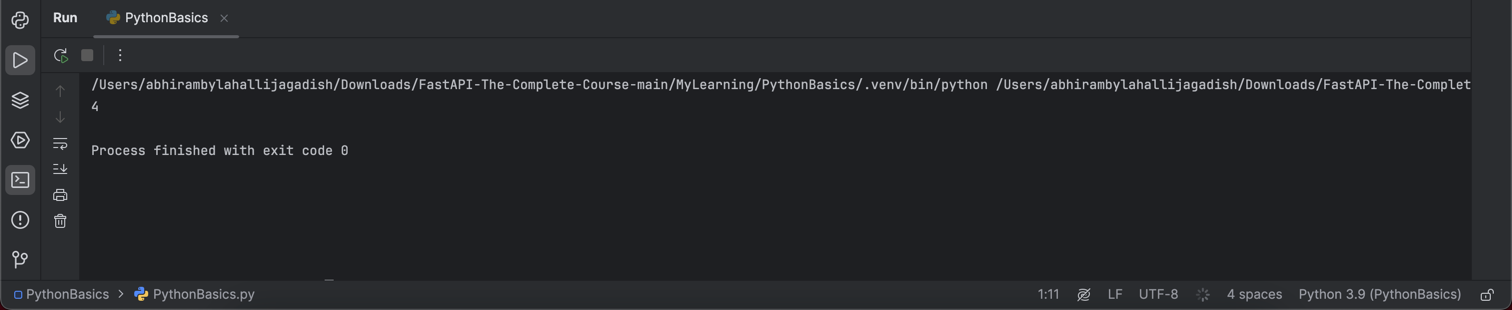 Run PythonBasics
/Users/abhirambylahallijagadish/Downloads/FastAPI-The-Complete-Course-main/MyLearning/PythonBasics/.venv/bin/python /Users/abhirambylahallijagadish/Downloads/FastAPI-The-Complet
4
Process finished with exit code 0
PythonBasics > PythonBasics.py 1:11 LF UTF-8 4 spaces Python 3.9 (PythonBasics)